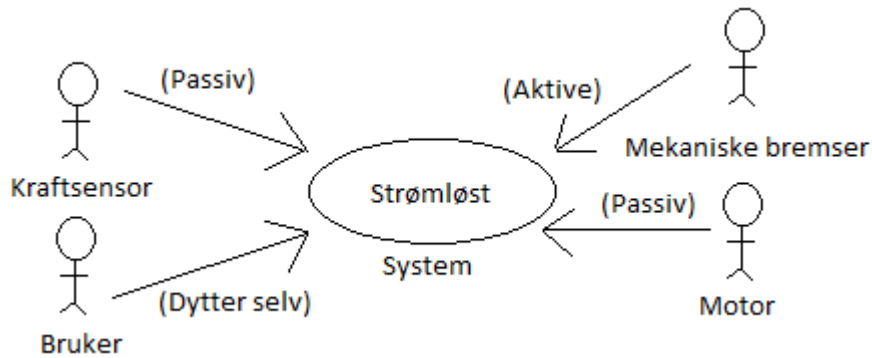 (Passiv)
Kraftsensor
(Aktive)
Mekaniske bremser
Strømløst
System
(Passiv)
Motor
(Dytter selv)
Bruker